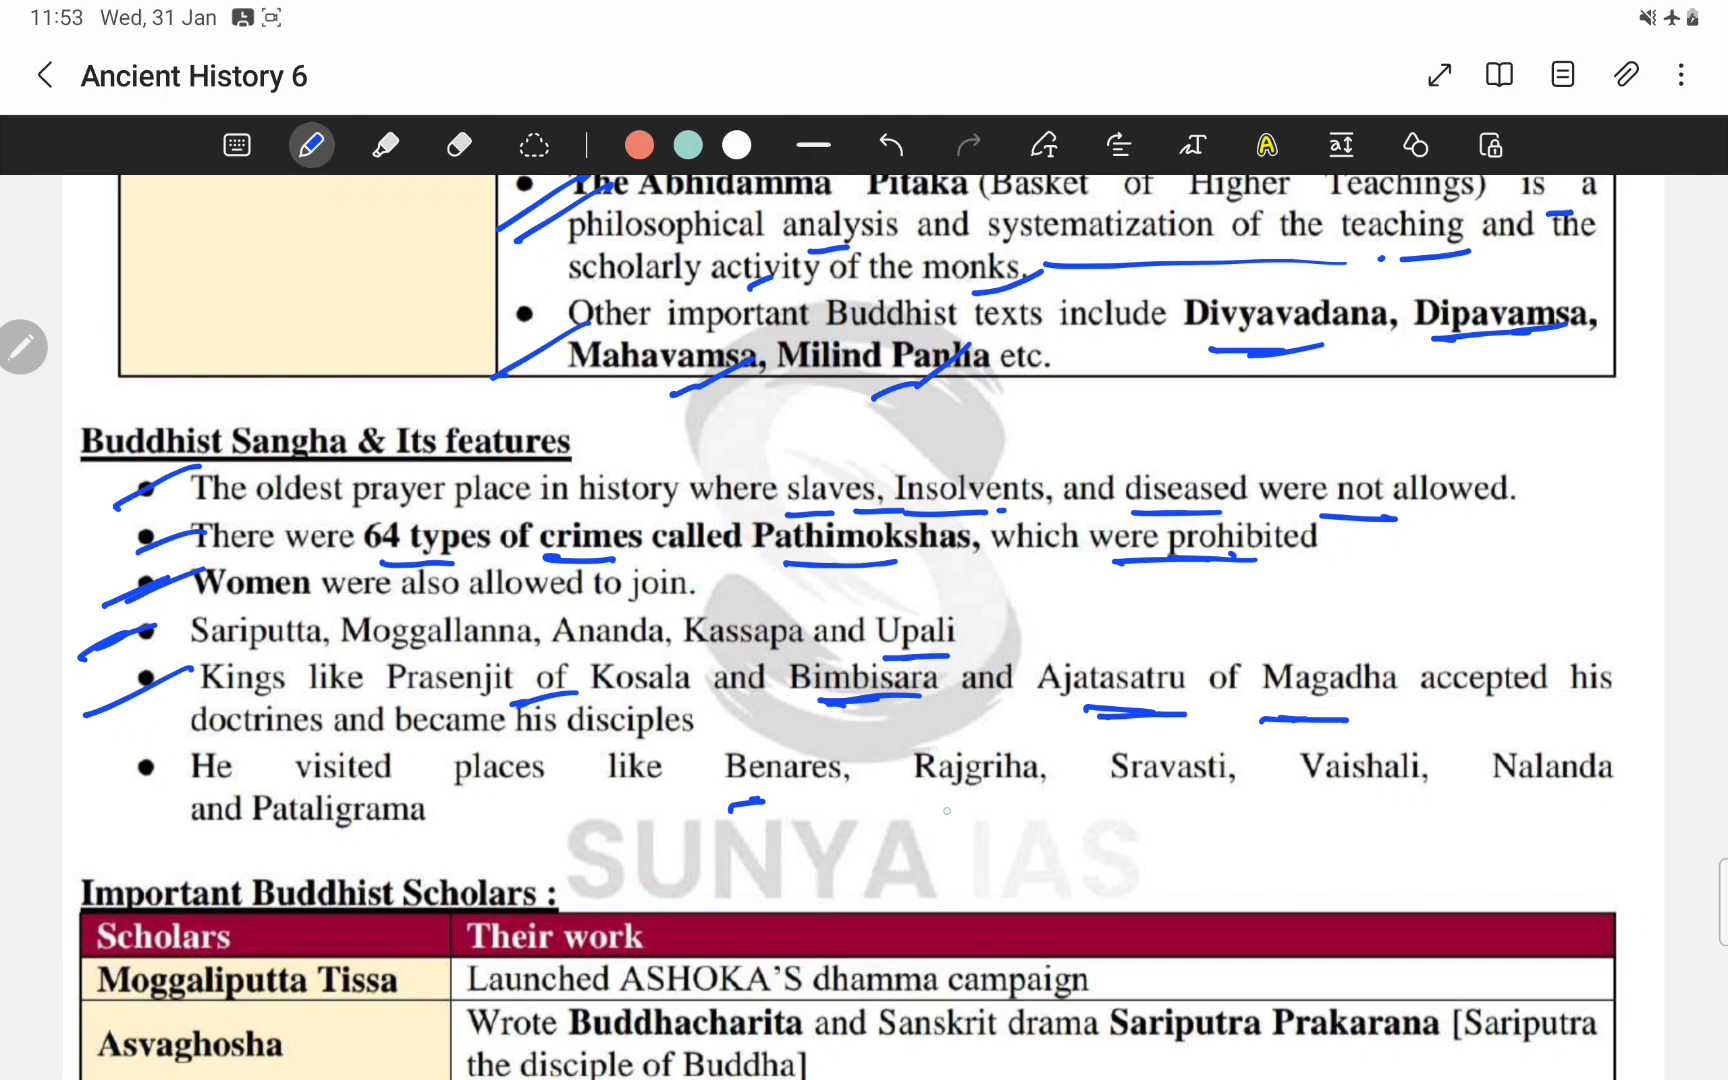 11:53 Wed, 31 Jan
Ancient History 6
The Abhidamma Pitaka (Basket of Higher Teachings) is a
philosophical analysis and systematization of the teaching and the
scholarly activity of the monks.
Other important Buddhist texts include Divyavadana, Dipavamsa,
Mahavamsa, Milind Panha etc.
Buddhist Sangha & Its features
The oldest prayer place in history where slaves, Insolvents, and diseased were not allowed.
There were 64 types of crimes called Pathimokshas, which were prohibited
Women were also allowed to join.
Sariputta, Moggallanna, Ananda, Kassapa and Upali
Kings like Prasenjit of Kosala and Bimbisara and Ajatasatru of Magadha accepted his
doctrines and became his disciples
He visited places like Benares, Rajgriha, Sravasti, Vaishali, Nalanda
and Pataligrama
SUNYA IAS
Important Buddhist Scholars :
Scholars Their work
Moggaliputta Tissa Launched ASHOKA'S dhamma campaign
Asvaghosha Wrote Buddhacharita and Sanskrit drama Sariputra Prakarana [Sariputra
the disciple of Buddha]